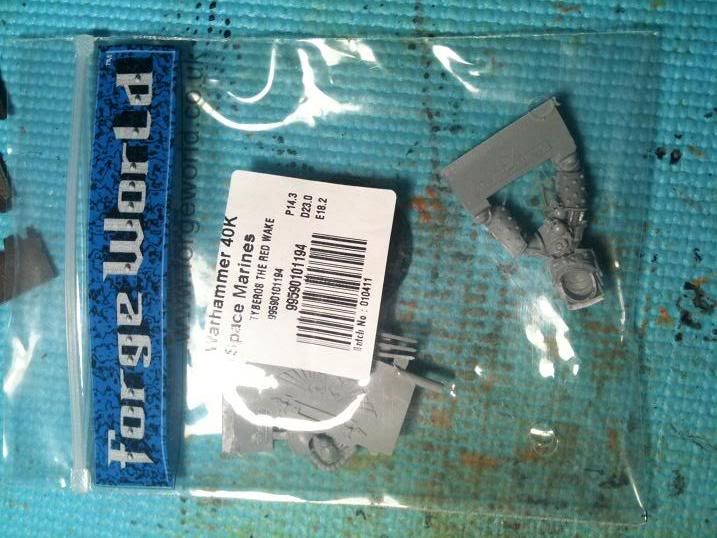 Forge World
TM
Warhammer 40K
Space Marines
TYBEROS THE RED WAKE
99590101194
P14.3
D23.0
E18.2
99590101194
Batch No : 010411